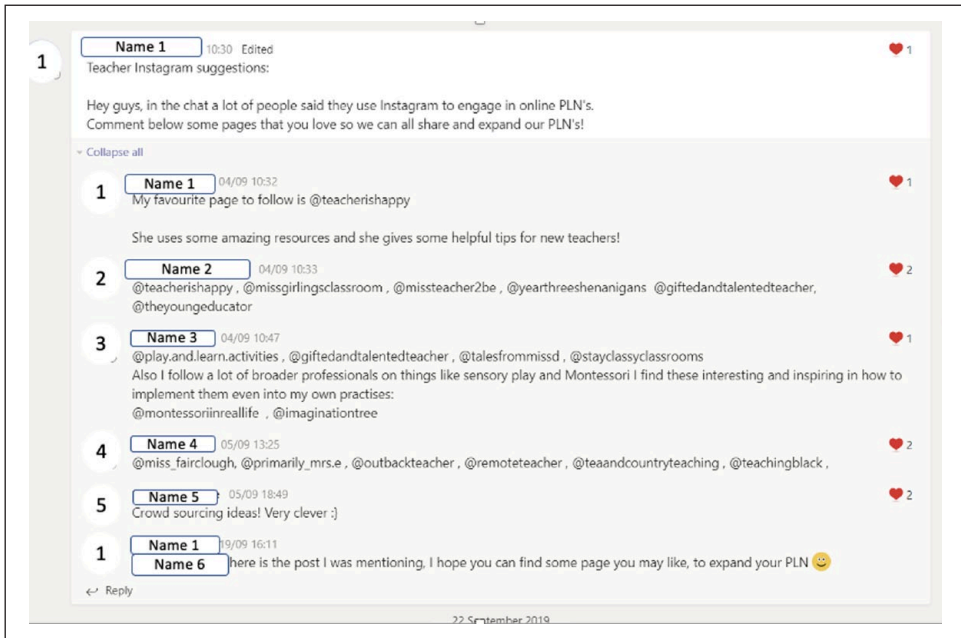 1
Name 1 10:30 Edited 1
Teacher Instagram suggestions:
Hey guys, in the chat a lot of people said they use Instagram to engage in online PLN's.
Comment below some pages that you love so we can all share and expand our PLN's!
Collapse all
1 Name 1 04/09 10:32 1
My favourite page to follow is @teacherishappy
She uses some amazing resources and she gives some helpful tips for new teachers!
2 Name 2 04/09 10:33 2
@teacherishappy , @missgirlingsclassroom , @missteacher2be , @yearthreeshenanigans @giftedandtalentedteacher,
@theyoungeducator
3 Name 3 04/09 10:47 1
@play.and.learn.activities , @giftedandtalentedteacher , @talesfrommissd , @stayclassyclassrooms
Also I follow a lot of broader professionals on things like sensory play and Montessori I find these interesting and inspiring in how to
implement them even into my own practises:
@montessoriinreallife , @imaginationtree
4 Name 4 05/09 13:25 2
@miss_fairclough, @primarily_mrs.e , @outbackteacher , @remoteteacher , @teaandcountryteaching , @teachingblack ,
5 Name 5 05/09 18:49 2
Crowd sourcing ideas! Very clever :)
1 Name 1 19/09 16:11
Name 6 here is the post I was mentioning, I hope you can find some page you may like, to expand your PLN 🙂
Reply
22 September 2019